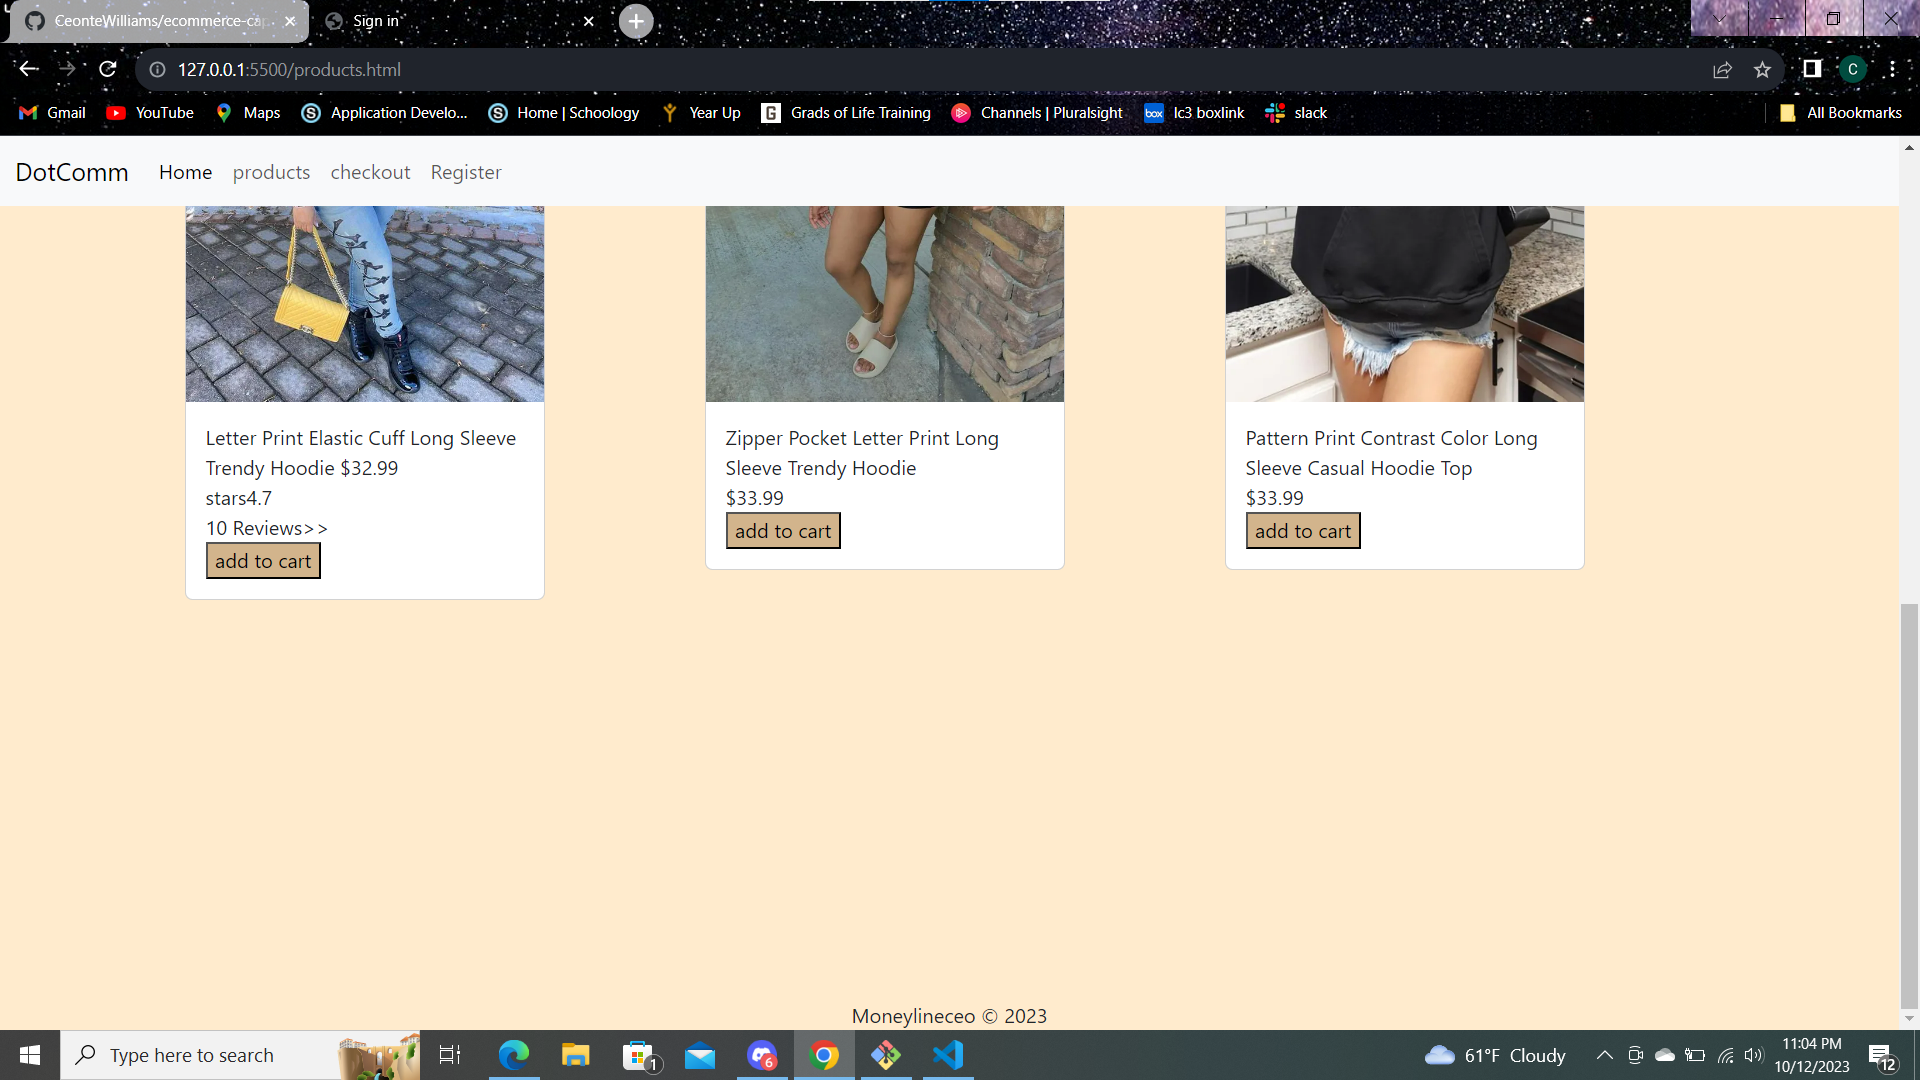 CeonteWilliams/ecommerce-ca
Sign in
127.0.0.1:5500/products.html
C
Gmail
YouTube
Maps
Application Develo...
Home | Schoology
Year Up
Grads of Life Training
Channels | Pluralsight
box
lc3 boxlink
slack
All Bookmarks
DotComm
Home
products
checkout
Register
Letter Print Elastic Cuff Long Sleeve
Trendy Hoodie $32.99
stars4.7
10 Reviews>>
add to cart
Zipper Pocket Letter Print Long
Sleeve Trendy Hoodie
$33.99
add to cart
Pattern Print Contrast Color Long
Sleeve Casual Hoodie Top
$33.99
add to cart
Moneylineceo © 2023
Type here to search
1
6
61°F Cloudy
11:04 PM
10/12/2023
12